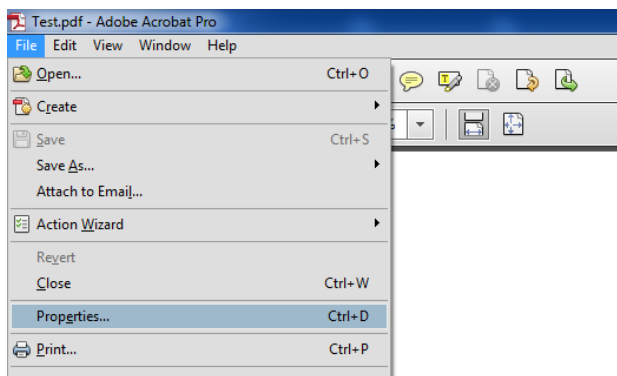 Test.pdf - Adobe Acrobat Pro
File Edit View Window Help
Open... Ctrl+O
Create
Save Ctrl+S
Save As...
Attach to Email...
Action Wizard
Revert
Close Ctrl+W
Properties... Ctrl+D
Print... Ctrl+P